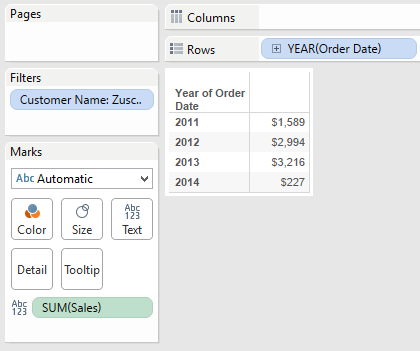 Pages
Columns
Rows
YEAR(Order Date)
Filters
Customer Name: Zusc..
Year of Order
Date
2011 $1,589
2012 $2,994
2013 $3,216
2014 $227
Marks
Abc Automatic
Color
Size
Abc
123
Text
Detail
Tooltip
Abc
123
SUM(Sales)